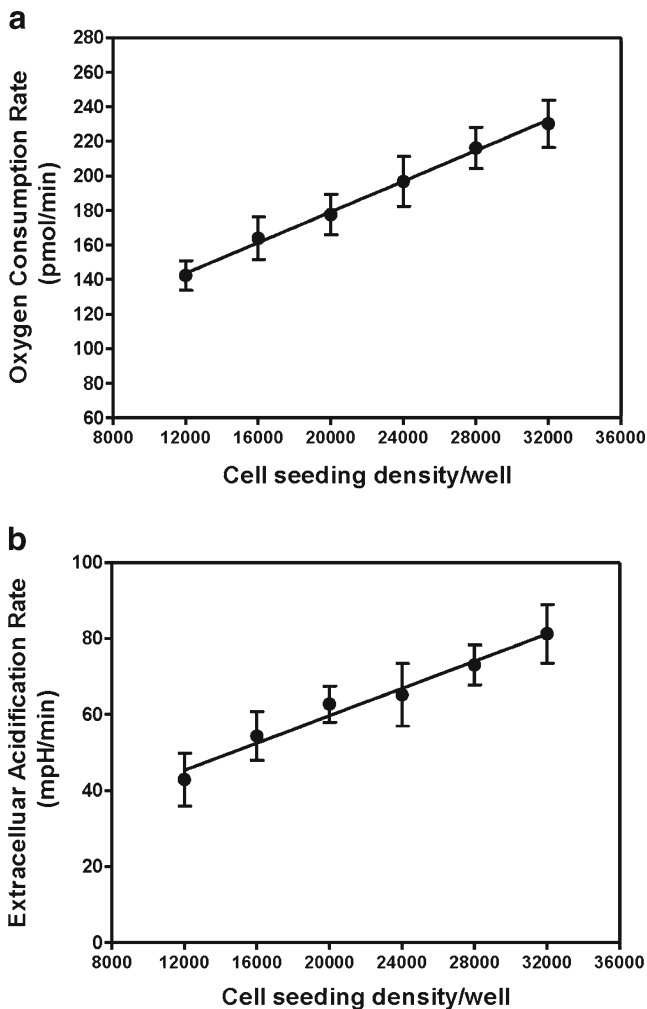 a
Oxygen Consumption Rate
(pmol/min)
280
260
240
220
200
180
160
140
120
100
80
60
8000 12000 16000 20000 24000 28000 32000 36000
Cell seeding density/well
b
Extracelluar Acidification Rate
(mpH/min)
100
80
60
40
20
0
8000 12000 16000 20000 24000 28000 32000 36000
Cell seeding density/well